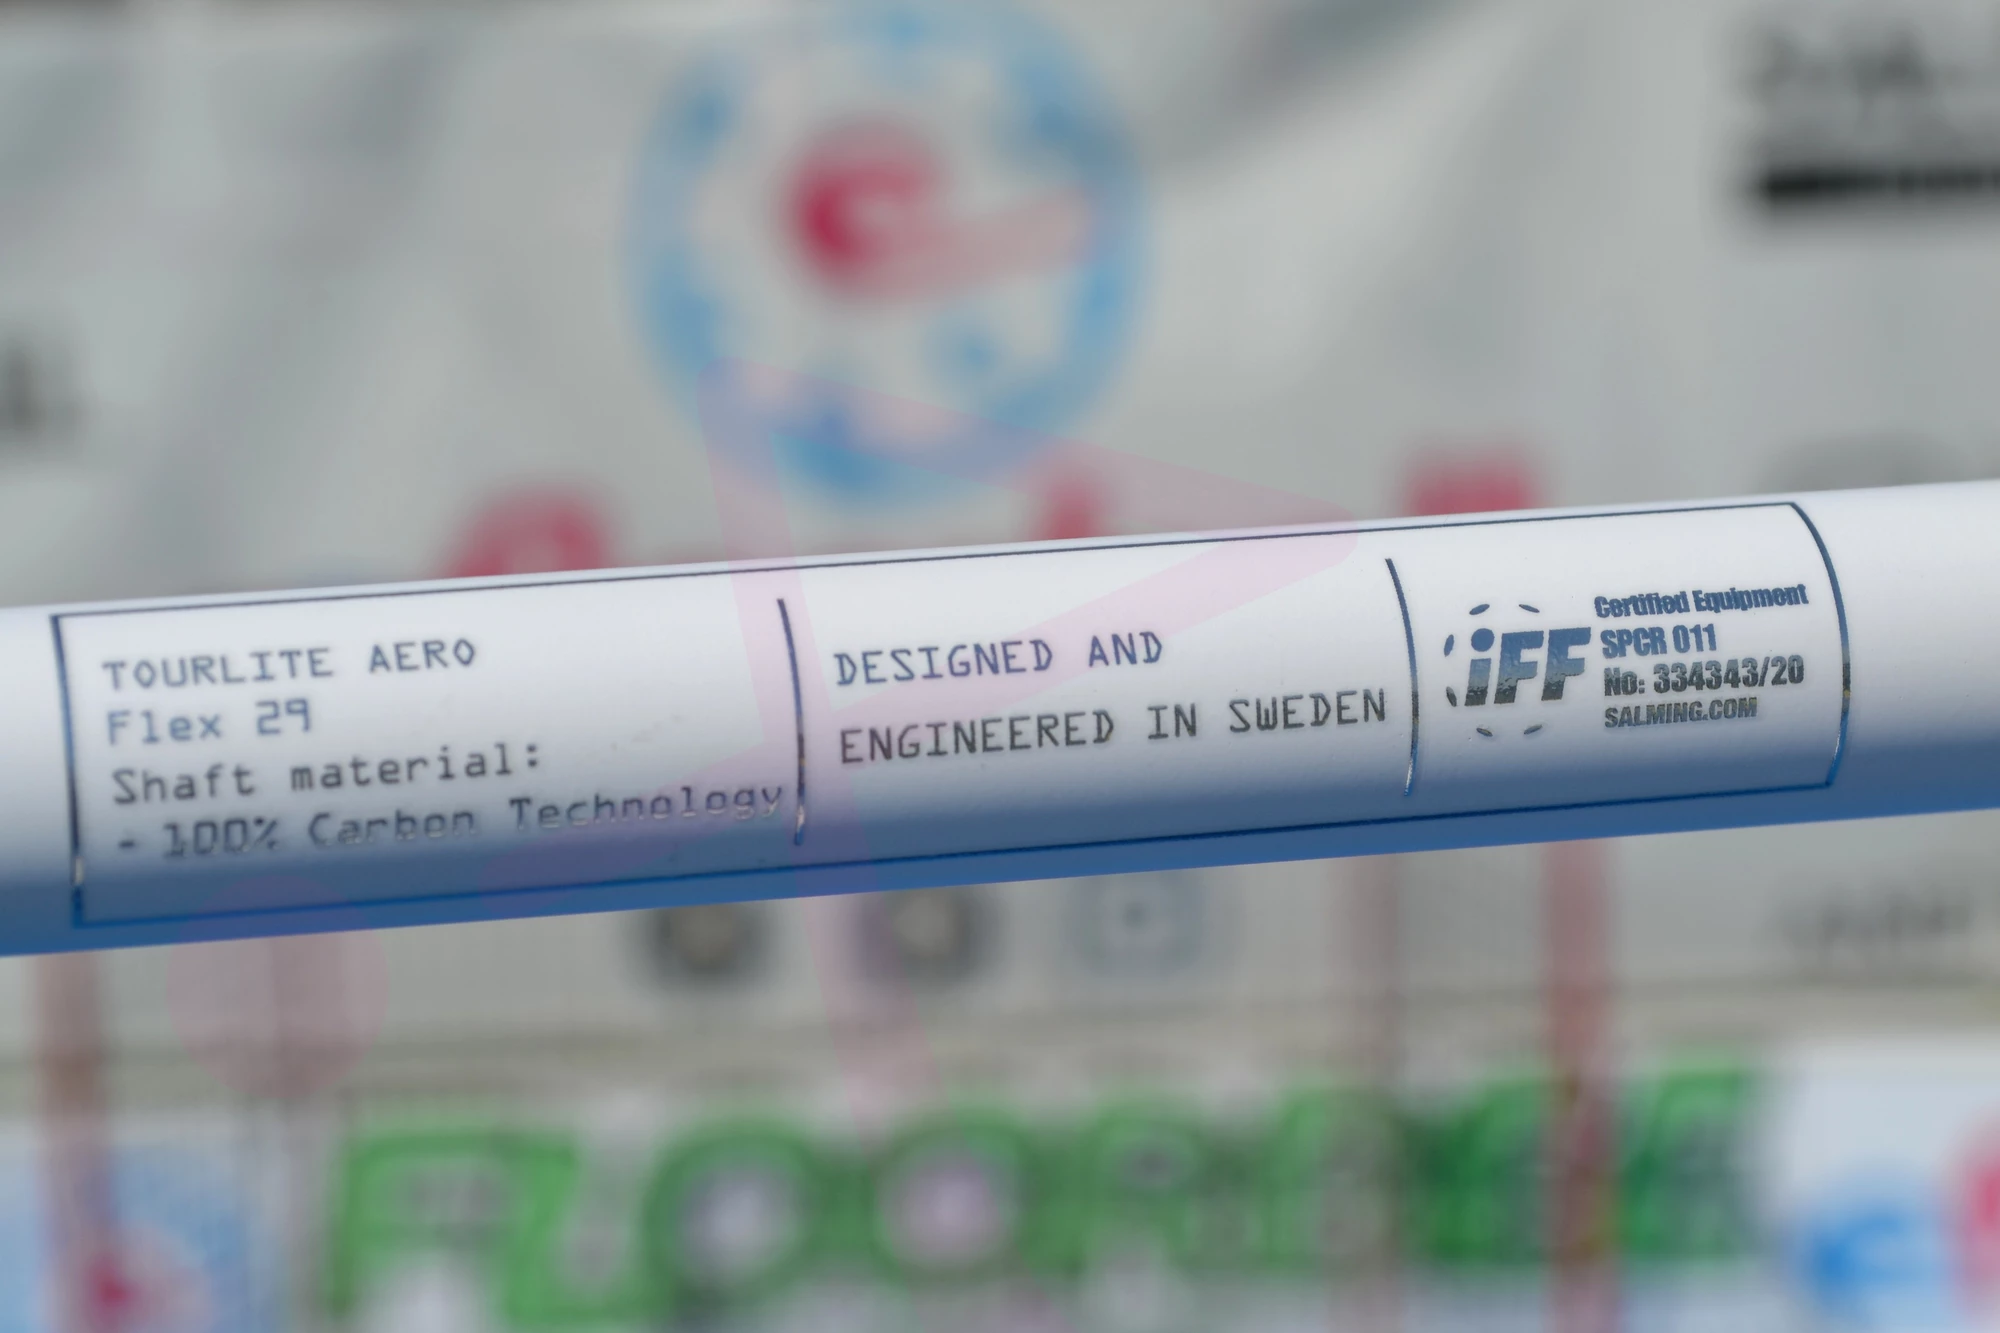 TOURLITE AERO
Flex 29
Shaft material:
- 100% Carbon Technology
DESIGNED AND
ENGINEERED IN SWEDEN
iFF
Certified Equipment
SPCR 011
No: 334343/20
SALMING.COM